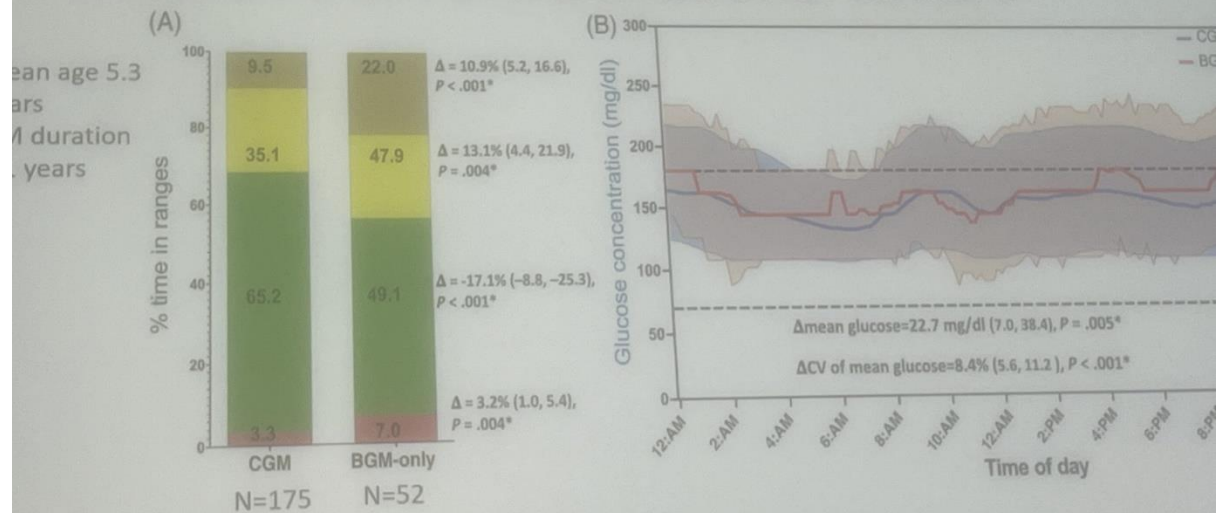 ean age 5.3
ars
M duration
years
(A)
% time in ranges
100
80
60
40
20
0
9.5
35.1
65.2
3.3
22.0
47.9
49.1
7.0
Δ = 10.9% (5.2, 16.6),
P < .001*
Δ = 13.1% (4.4, 21.9),
P = .004*
Δ = -17.1% (–8.8, –25.3),
P < .001*
Δ = 3.2% (1.0, 5.4),
P = .004*
CGM
BGM-only
N=175
N=52
(B)
Glucose concentration (mg/dl)
300
250
200
150
100
50
0
CG
BG
Δmean glucose=22.7 mg/dl (7.0, 38.4), P = .005*
ΔCV of mean glucose=8.4% (5.6, 11.2 ), P < .001*
12:AM
2:AM
4:AM
6:AM
8:AM
10:AM
12:AM
2:PM
4:PM
6:PM
8:P
Time of day